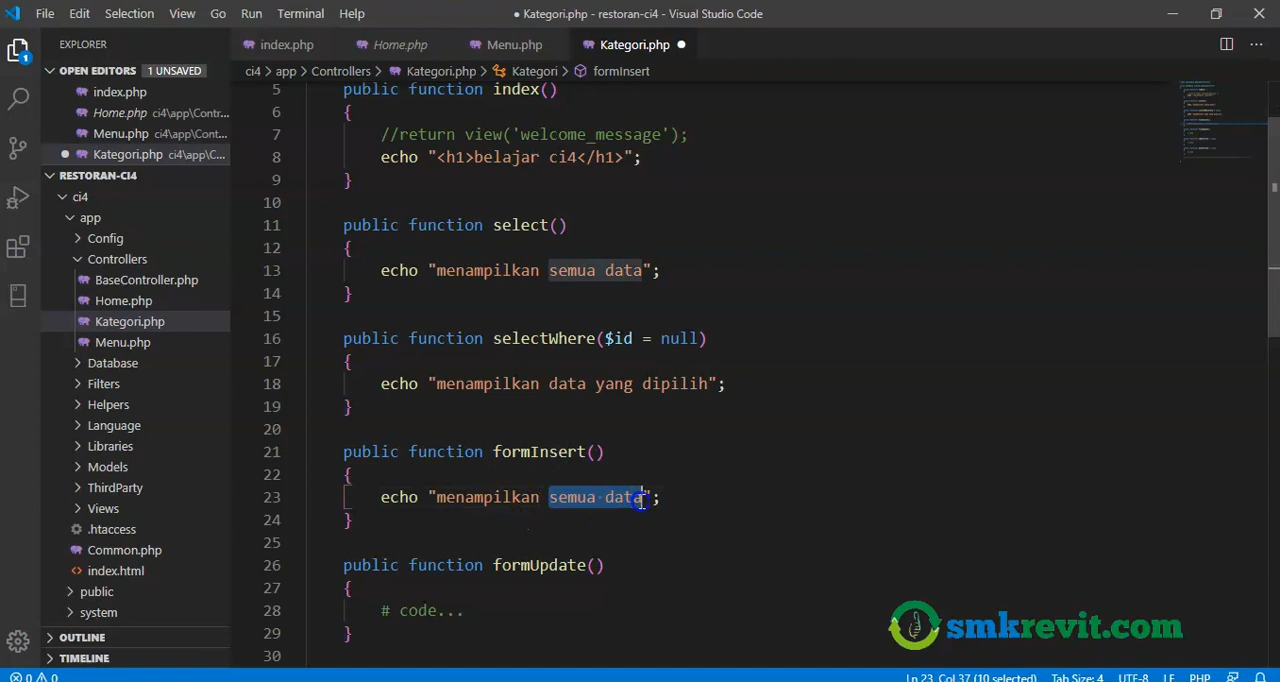 File Edit Selection View Go Run Terminal Help
● Kategori.php - restoran-ci4 - Visual Studio Code
EXPLORER
OPEN EDITORS 1 UNSAVED
index.php
Home.php ci4\app\Contr...
Menu.php ci4\app\Cont...
Kategori.php ci4\app\C...
RESTORAN-CI4
ci4
app
Config
Controllers
BaseController.php
Home.php
Kategori.php
Menu.php
Database
Filters
Helpers
Language
Libraries
Models
ThirdParty
Views
.htaccess
Common.php
index.html
public
system
OUTLINE
TIMELINE
1
index.php Home.php Menu.php Kategori.php ●
ci4 > app > Controllers > Kategori.php > Kategori > formInsert
5 public function index()
6 {
7 //return view('welcome_message');
8 echo "<h1>belajar ci4</h1>";
9 }
10
11 public function select()
12 {
13 echo "menampilkan semua data";
14 }
15
16 public function selectWhere($id = null)
17 {
18 echo "menampilkan data yang dipilih";
19 }
20
21 public function formInsert()
22 {
23 echo "menampilkan semua data";
24 }
25
26 public function formUpdate()
27 {
28 # code...
29 }
30
smkrevit.com
0 0 Ln 23, Col 37 (10 selected) Tab Size: 4 UTF-8 LF PHP